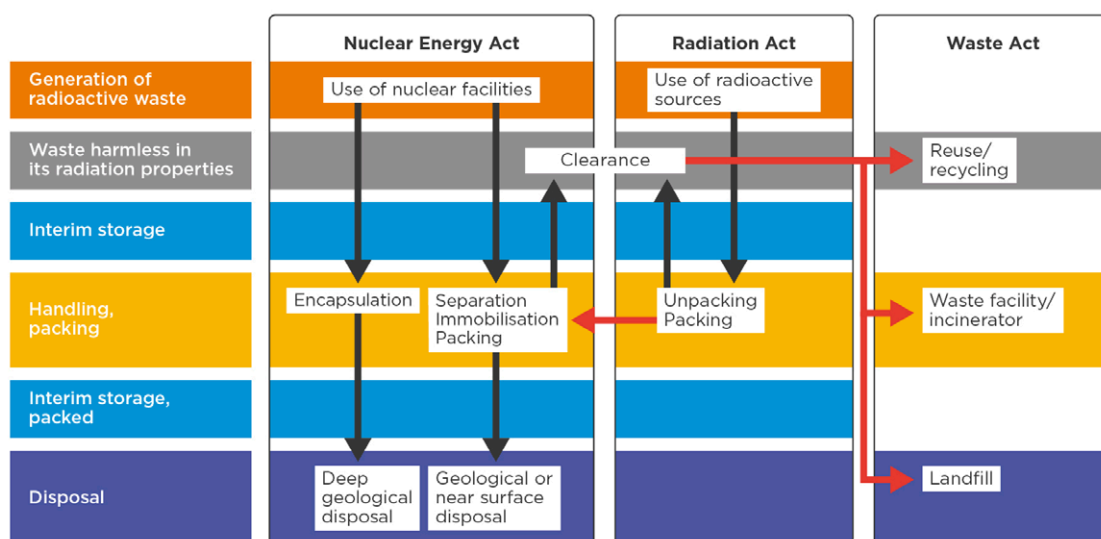 Nuclear Energy Act
Radiation Act
Waste Act
Generation of
radioactive waste
Use of nuclear facilities
Use of radioactive
sources
Waste harmless in
its radiation properties
Clearance
Reuse/
recycling
Interim storage
Handling,
packing
Encapsulation
Separation
Immobilisation
Packing
Unpacking
Packing
Waste facility/
incinerator
Interim storage,
packed
Disposal
Deep
geological
disposal
Geological or
near surface
disposal
Landfill